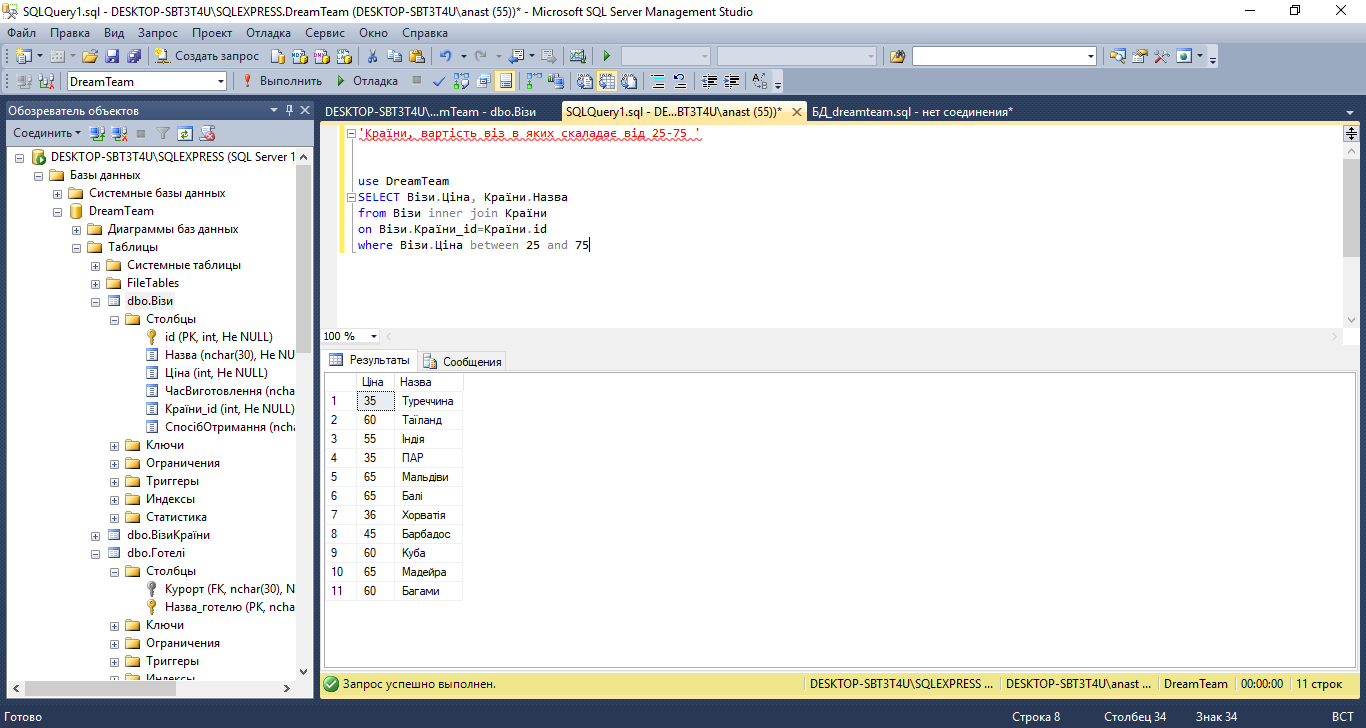 SQLQuery1.sql - DESKTOP-SBT3T4U\SQLEXPRESS.DreamTeam (DESKTOP-SBT3T4U\anast (55))* - Microsoft SQL Server Management Studio
Файл Правка Вид Запрос Проект Отладка Сервис Окно Справка
Создать запрос
DreamTeam Выполнить Отладка
Обозреватель объектов
Соединить
DESKTOP-SBT3T4U\SQLEXPRESS (SQL Server 1
Базы данных
Системные базы данных
DreamTeam
Диаграммы баз данных
Таблицы
Системные таблицы
FileTables
dbo.Візи
Столбцы
id (PK, int, Не NULL)
Назва (nchar(30), Не NU
Ціна (int, Не NULL)
ЧасВиготовлення (ncha
Країни_id (int, Не NULL)
СпосібОтримання (ncha
Ключи
Ограничения
Триггеры
Индексы
Статистика
dbo.ВізиКраїни
dbo.Готелі
Столбцы
Курорт (FK, nchar(30), N
Назва_готелю (PK, ncha
Ключи
Ограничения
Триггеры
Индексы
DESKTOP-SBT3T4U\...mTeam - dbo.Візи SQLQuery1.sql - DE...BT3T4U\anast (55))* БД_dreamteam.sql - нет соединения*
'Країни, вартість віз в яких скаладає від 25-75 '
use DreamTeam
SELECT Візи.Ціна, Країни.Назва
from Візи inner join Країни
on Візи.Країни_id=Країни.id
where Візи.Ціна between 25 and 75
100 %
Результаты Сообщения
Ціна Назва
1 35 Туреччина
2 60 Таїланд
3 55 Індія
4 35 ПАР
5 65 Мальдіви
6 65 Балі
7 36 Хорватія
8 45 Барбадос
9 60 Куба
10 65 Мадейра
11 60 Багами
Запрос успешно выполнен. DESKTOP-SBT3T4U\SQLEXPRESS ... DESKTOP-SBT3T4U\anast ... DreamTeam 00:00:00 11 строк
Готово Строка 8 Столбец 34 Знак 34 ВСТ